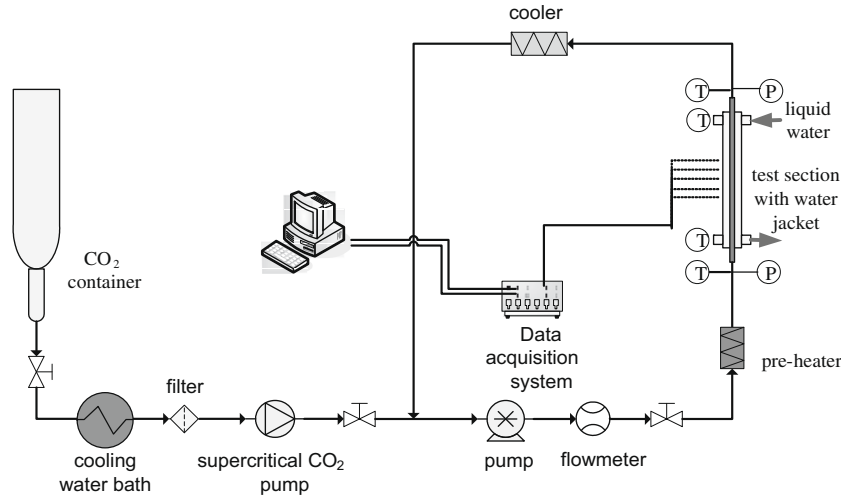 cooler
T
P
T
liquid
water
test section
with water
jacket
T
T
P
CO₂
container
Data
acquisition
system
pre-heater
filter
cooling
water bath
supercritical CO₂
pump
pump
flowmeter